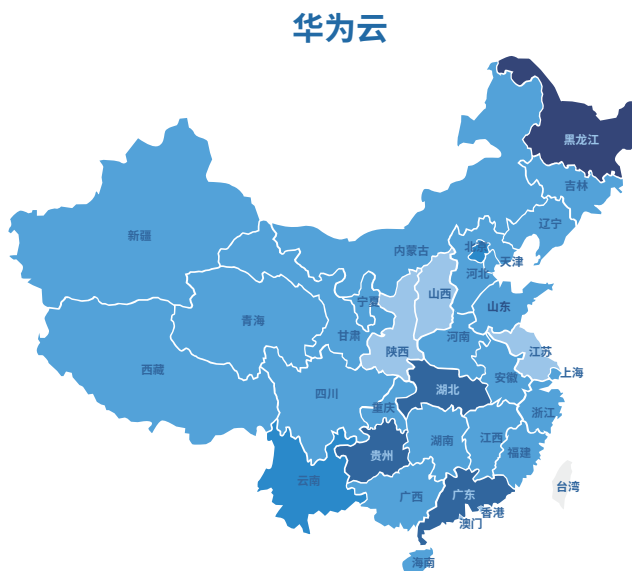 华为云
黑龙江
吉林
辽宁
新疆
内蒙古
北京
天津
河北
山西
宁夏
山东
青海
甘肃
河南
陕西
江苏
西藏
上海
安徽
四川
湖北
重庆
浙江
湖南
江西
福建
贵州
云南
台湾
广西
广东
香港
澳门
海南